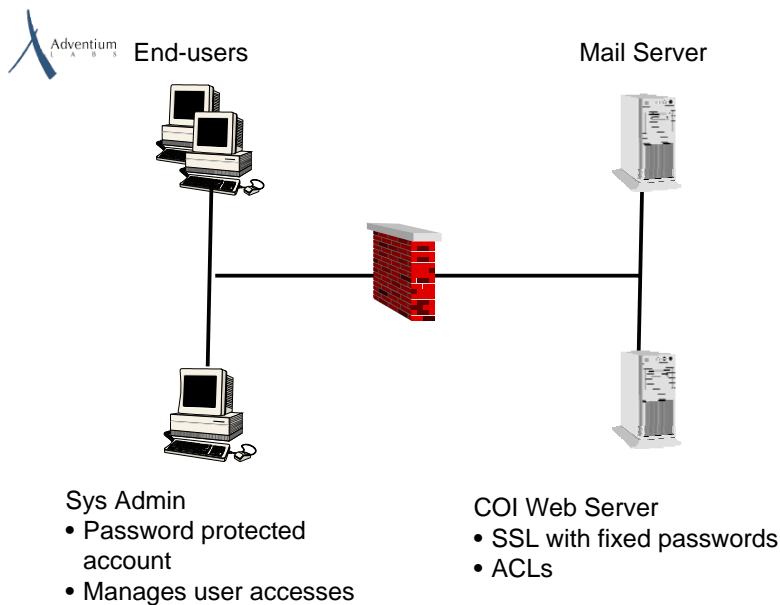 Adventium
LABS
End-users
Mail Server
Sys Admin
• Password protected
account
• Manages user accesses
COI Web Server
• SSL with fixed passwords
• ACLs